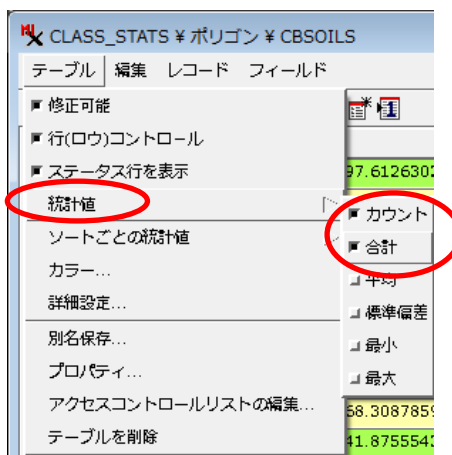 CLASS_STATS ¥ ポリゴン ¥ CBSOILS
テーブル 編集 レコード フィールド
修正可能
行(ロウ)コントロール
ステータス行を表示
97.6126302
統計値
カウント
ソートごとの統計値
合計
カラー...
平均
詳細設定...
標準偏差
別名保存...
最小
プロパティ...
最大
アクセスコントロールリストの編集...
68.3087859
テーブルを削除
41.8755542